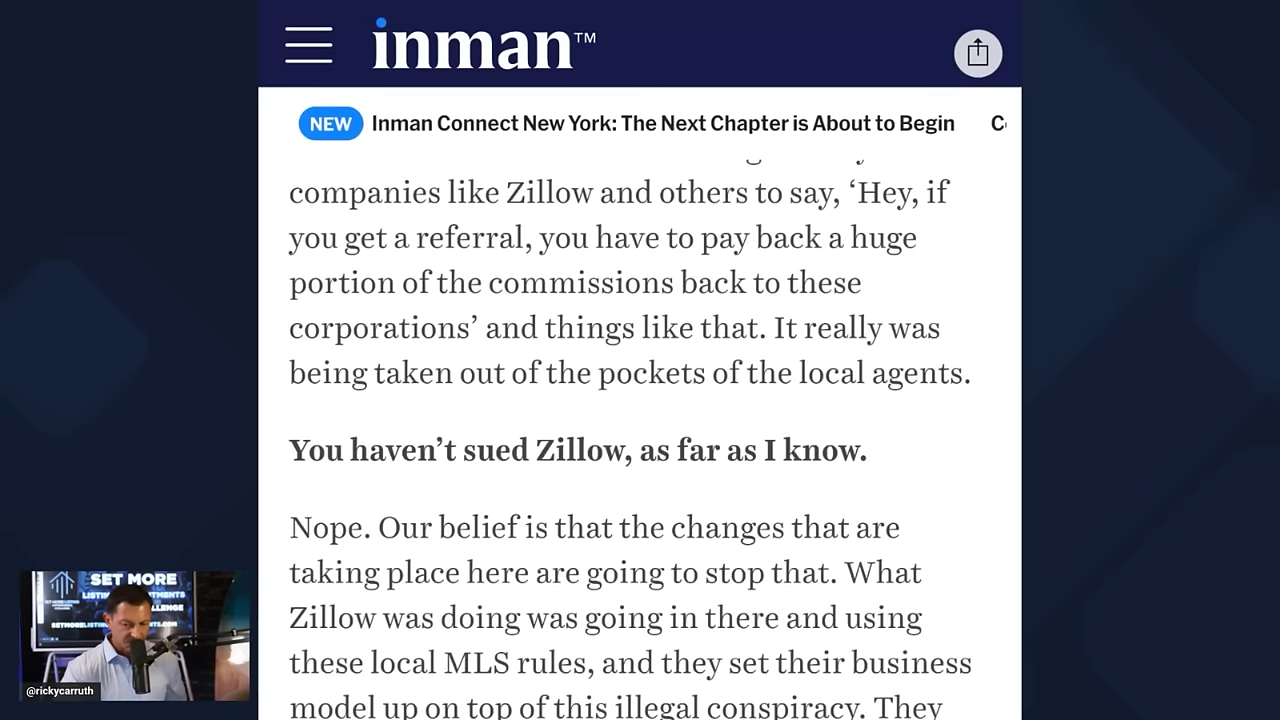 inman™
NEW Inman Connect New York: The Next Chapter is About to Begin
companies like Zillow and others to say, ‘Hey, if
you get a referral, you have to pay back a huge
portion of the commissions back to these
corporations’ and things like that. It really was
being taken out of the pockets of the local agents.
You haven’t sued Zillow, as far as I know.
Nope. Our belief is that the changes that are
taking place here are going to stop that. What
Zillow was doing was going in there and using
these local MLS rules, and they set their business
model up on top of this illegal conspiracy. They
SET MORE
@rickycarruth